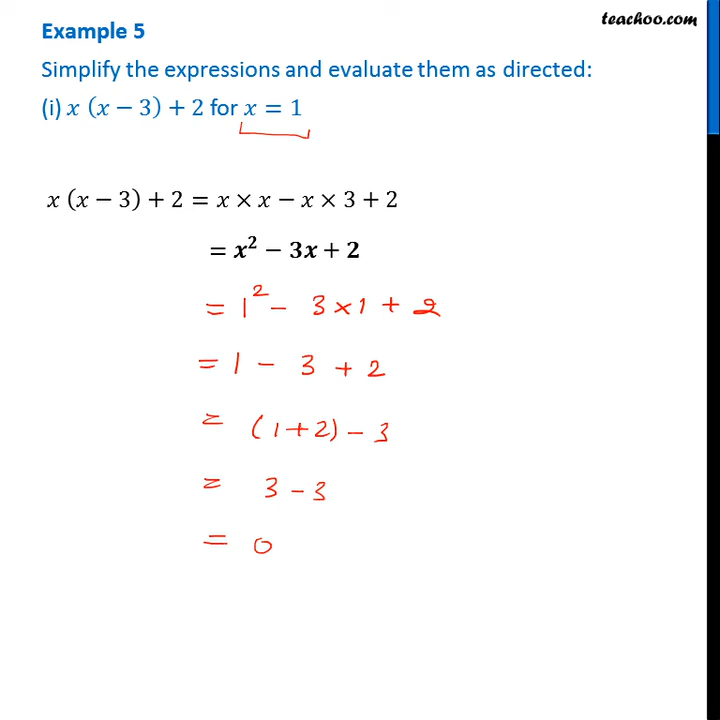 teachoo.com
Example 5
Simplify the expressions and evaluate them as directed:
(i) 𝑥 (𝑥 − 3) + 2 for 𝑥 = 1
𝑥 (𝑥 − 3) + 2 = 𝑥 × 𝑥 − 𝑥 × 3 + 2
= 𝒙² − 𝟑𝒙 + 𝟐
= 1² − 3 × 1 + 2
= 1 − 3 + 2
= (1 + 2) − 3
= 3 − 3
= 0